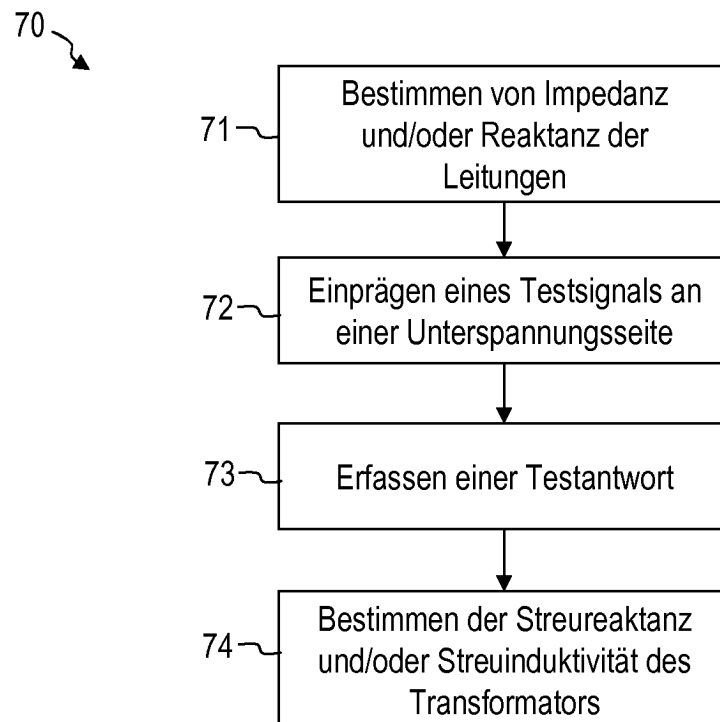 70
71
Bestimmen von Impedanz
und/oder Reaktanz der
Leitungen
72
Einprägen eines Testsignals an
einer Unterspannungsseite
73
Erfassen einer Testantwort
74
Bestimmen der Streureaktanz
und/oder Streuinduktivität des
Transformators